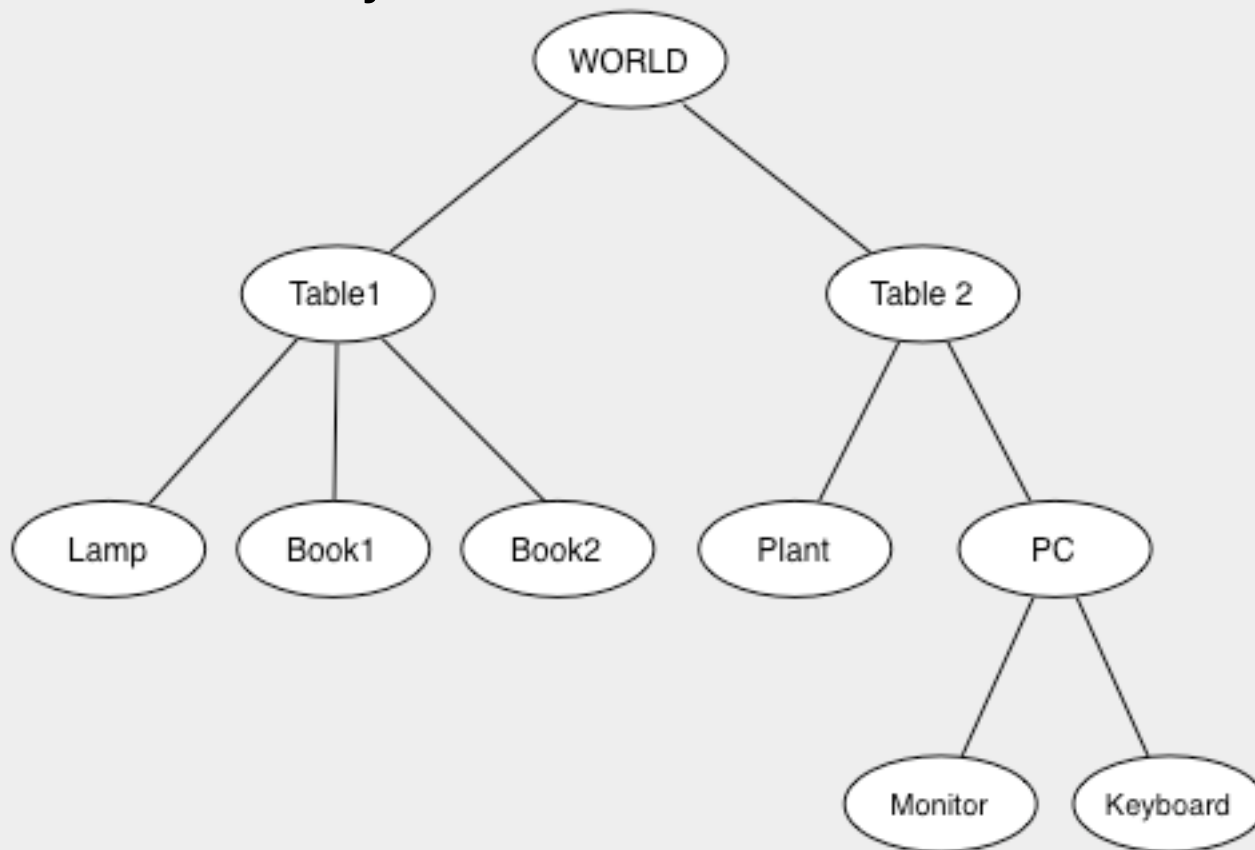 WORLD
Table1
Table 2
Lamp
Book1
Book2
Plant
PC
Monitor
Keyboard